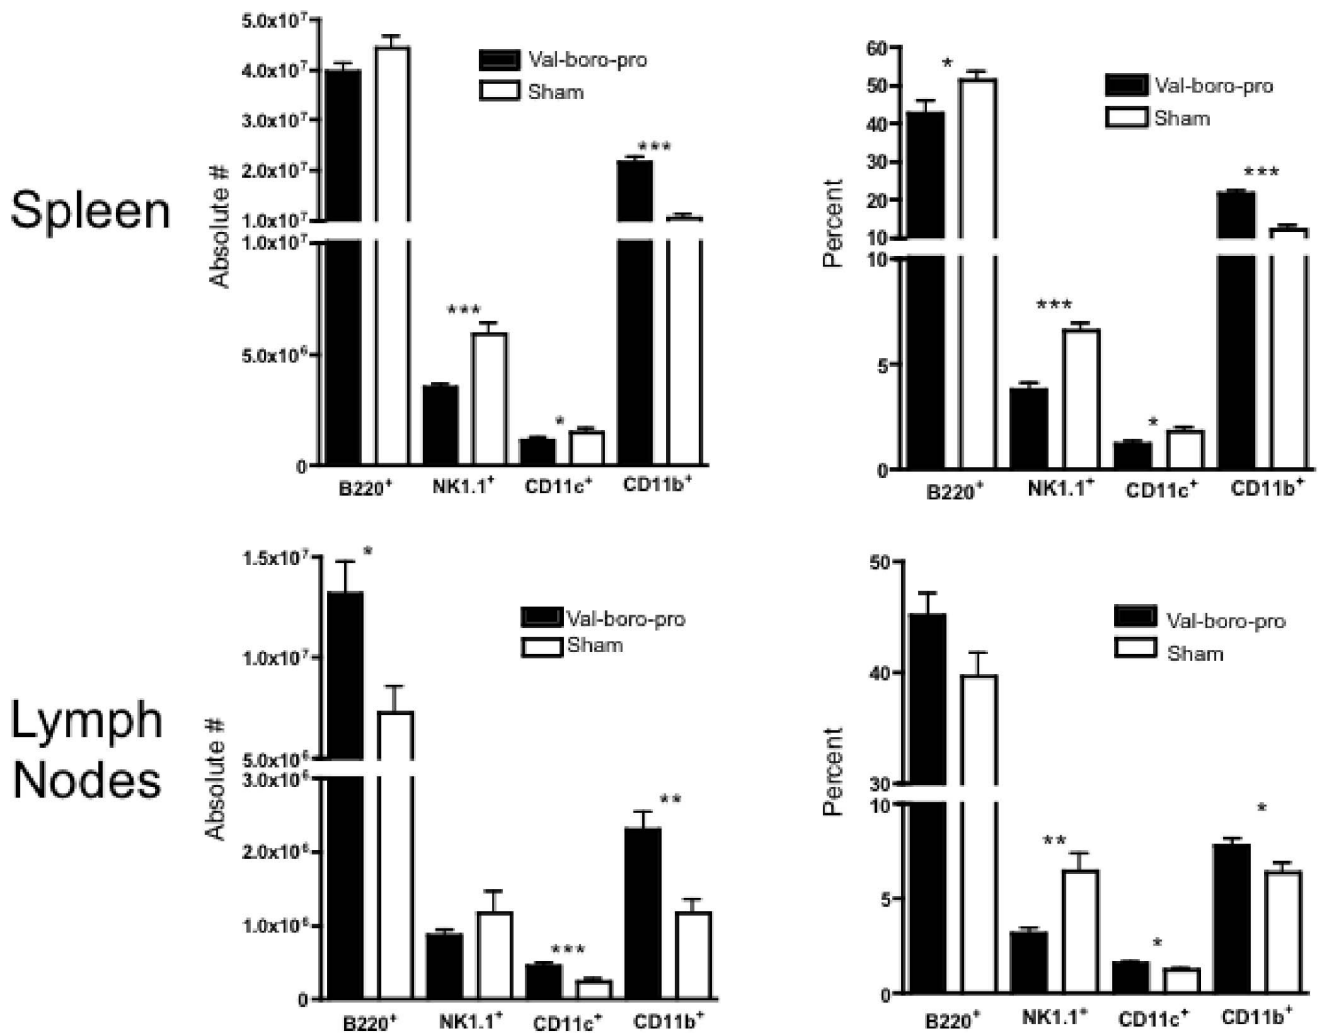 Spleen
Absolute #
5.0x10⁷
4.0x10⁷
3.0x10⁷
2.0x10⁷
1.0x10⁷
1.0x10⁷
5.0x10⁶
0
Val-boro-pro
Sham
***
*
***
B220⁺ NK1.1⁺ CD11c⁺ CD11b⁺
Percent
60
50
40
30
20
10
10
5
0
Val-boro-pro
Sham
*
***
*
***
B220⁺ NK1.1⁺ CD11c⁺ CD11b⁺
Lymph
Nodes
Absolute #
1.5x10⁷
1.0x10⁷
5.0x10⁶
3.0x10⁶
2.0x10⁶
1.0x10⁶
0
Val-boro-pro
Sham
*
***
**
B220⁺ NK1.1⁺ CD11c⁺ CD11b⁺
Percent
50
40
30
10
5
0
Val-boro-pro
Sham
**
*
*
B220⁺ NK1.1⁺ CD11c⁺ CD11b⁺